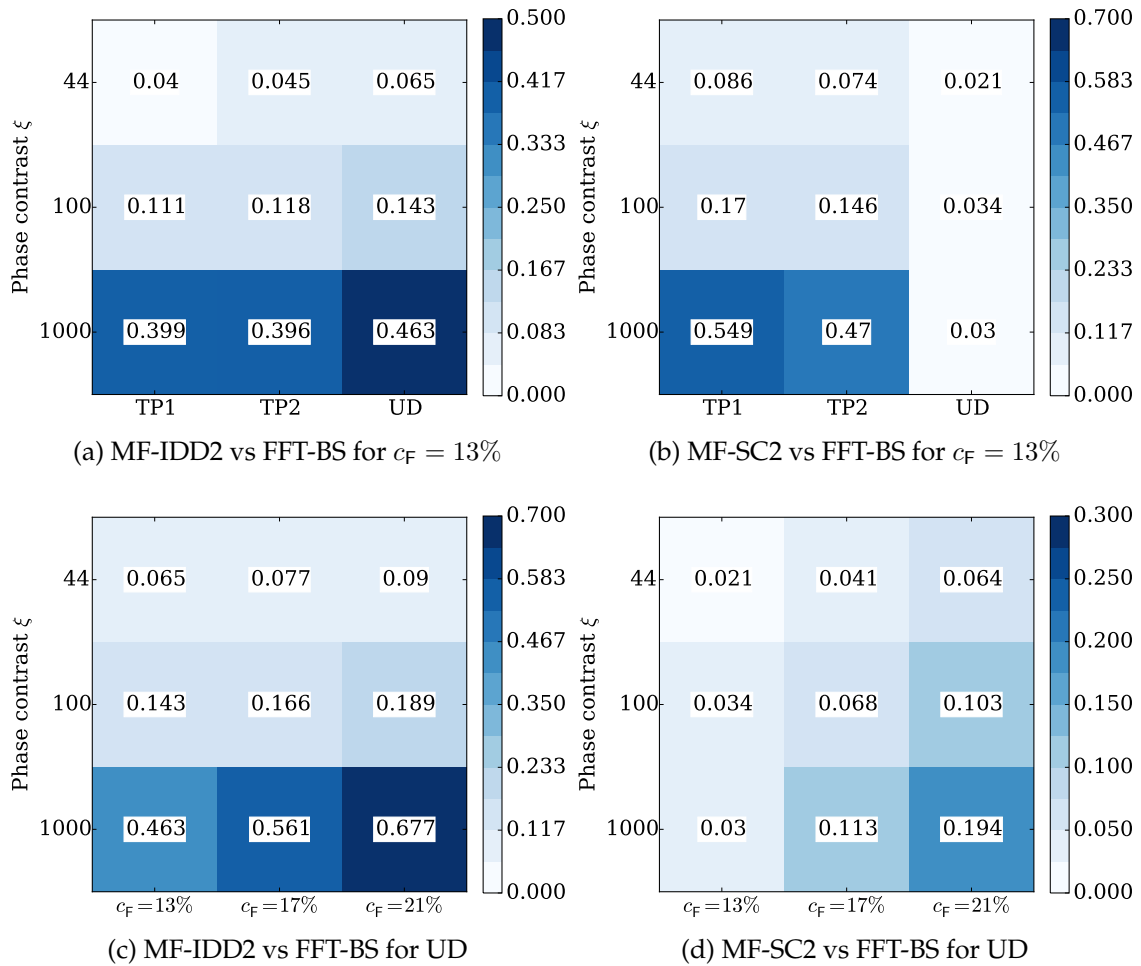 0.500
0.417
0.333
0.250
0.167
0.083
0.000
Phase contrast ξ
44 0.04 0.045 0.065
100 0.111 0.118 0.143
1000 0.399 0.396 0.463
TP1 TP2 UD
(a) MF-IDD2 vs FFT-BS for c_F = 13%
0.700
0.583
0.467
0.350
0.233
0.117
0.000
Phase contrast ξ
44 0.086 0.074 0.021
100 0.17 0.146 0.034
1000 0.549 0.47 0.03
TP1 TP2 UD
(b) MF-SC2 vs FFT-BS for c_F = 13%
0.700
0.583
0.467
0.350
0.233
0.117
0.000
Phase contrast ξ
44 0.065 0.077 0.09
100 0.143 0.166 0.189
1000 0.463 0.561 0.677
c_F=13% c_F=17% c_F=21%
(c) MF-IDD2 vs FFT-BS for UD
0.300
0.250
0.200
0.150
0.100
0.050
0.000
Phase contrast ξ
44 0.021 0.041 0.064
100 0.034 0.068 0.103
1000 0.03 0.113 0.194
c_F=13% c_F=17% c_F=21%
(d) MF-SC2 vs FFT-BS for UD